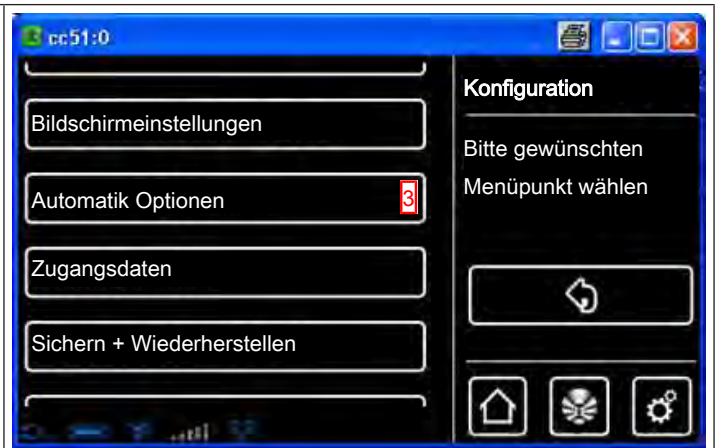 cc51:0
Bildschirmeinstellungen
Automatik Optionen 3
Zugangsdaten
Sichern + Wiederherstellen
Konfiguration
Bitte gewünschten
Menüpunkt wählen